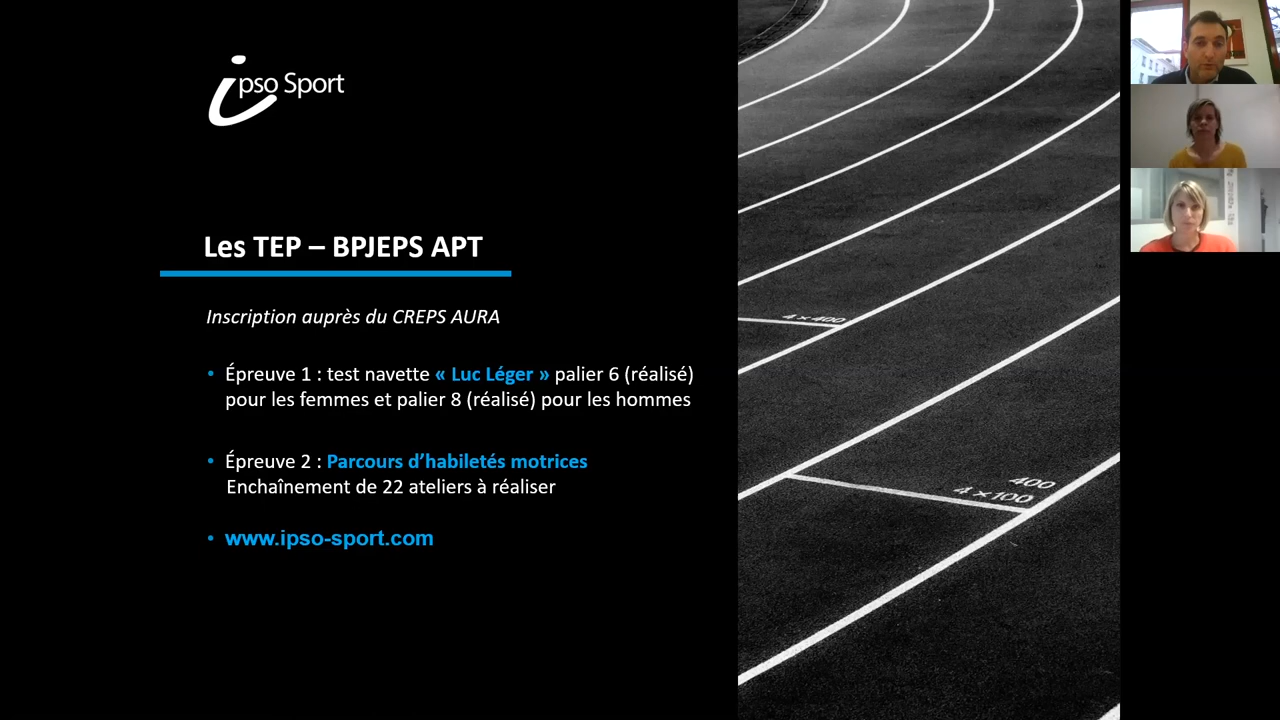 ipso Sport
Les TEP – BPJEPS APT
Inscription auprès du CREPS AURA
• Épreuve 1 : test navette « Luc Léger » palier 6 (réalisé)
pour les femmes et palier 8 (réalisé) pour les hommes
• Épreuve 2 : Parcours d’habiletés motrices
Enchaînement de 22 ateliers à réaliser
• www.ipso-sport.com
4 x 400
400
4 x 100